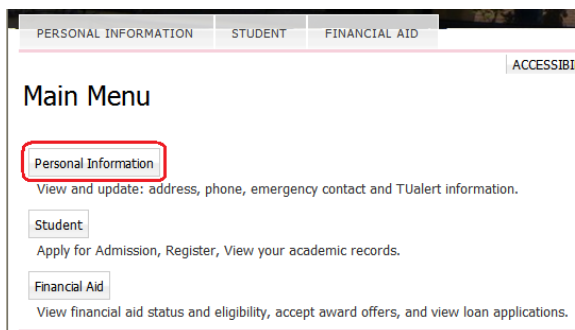 PERSONAL INFORMATION STUDENT FINANCIAL AID
Main Menu
Personal Information
View and update: address, phone, emergency contact and TUalert information.
Student
Apply for Admission, Register, View your academic records.
Financial Aid
View financial aid status and eligibility, accept award offers, and view loan applications.